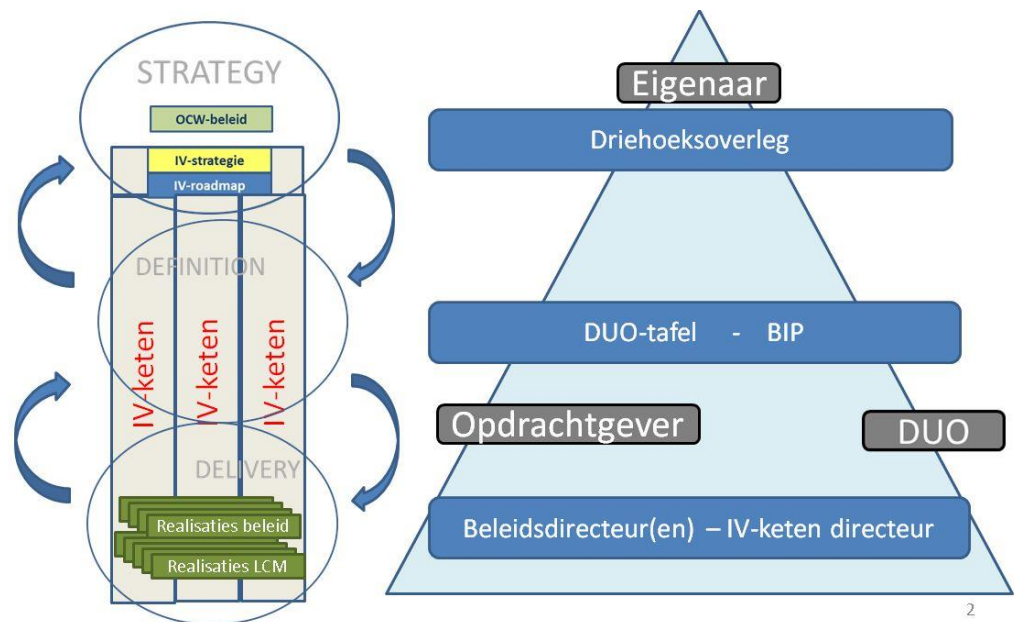 STRATEGY
OCW-beleid
IV-strategie
IV-roadmap
DEFINITION
IV-keten
IV-keten
IV-keten
DELIVERY
Realisaties beleid
Realisaties LCM
Eigenaar
Driehoeksoverleg
DUO-tafel - BIP
Opdrachtgever
DUO
Beleidsdirecteur(en) – IV-keten directeur
2